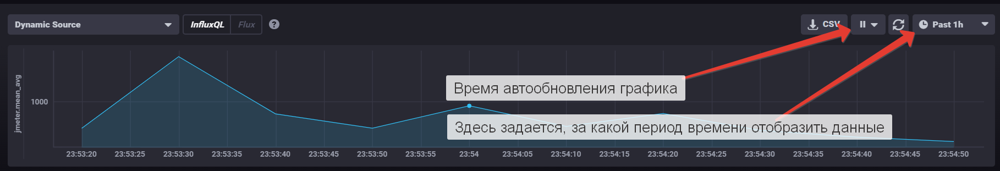 Dynamic Source
InfluxQL Flux ?
CSV
Past 1h
jmeter.mean_avg
1000
Время автообновления графика
Здесь задается, за какой период времени отобразить данные
23:53:20 23:53:25 23:53:30 23:53:35 23:53:40 23:53:45 23:53:50 23:53:55 23:54 23:54:05 23:54:10 23:54:15 23:54:20 23:54:25 23:54:30 23:54:35 23:54:40 23:54:45 23:54:50